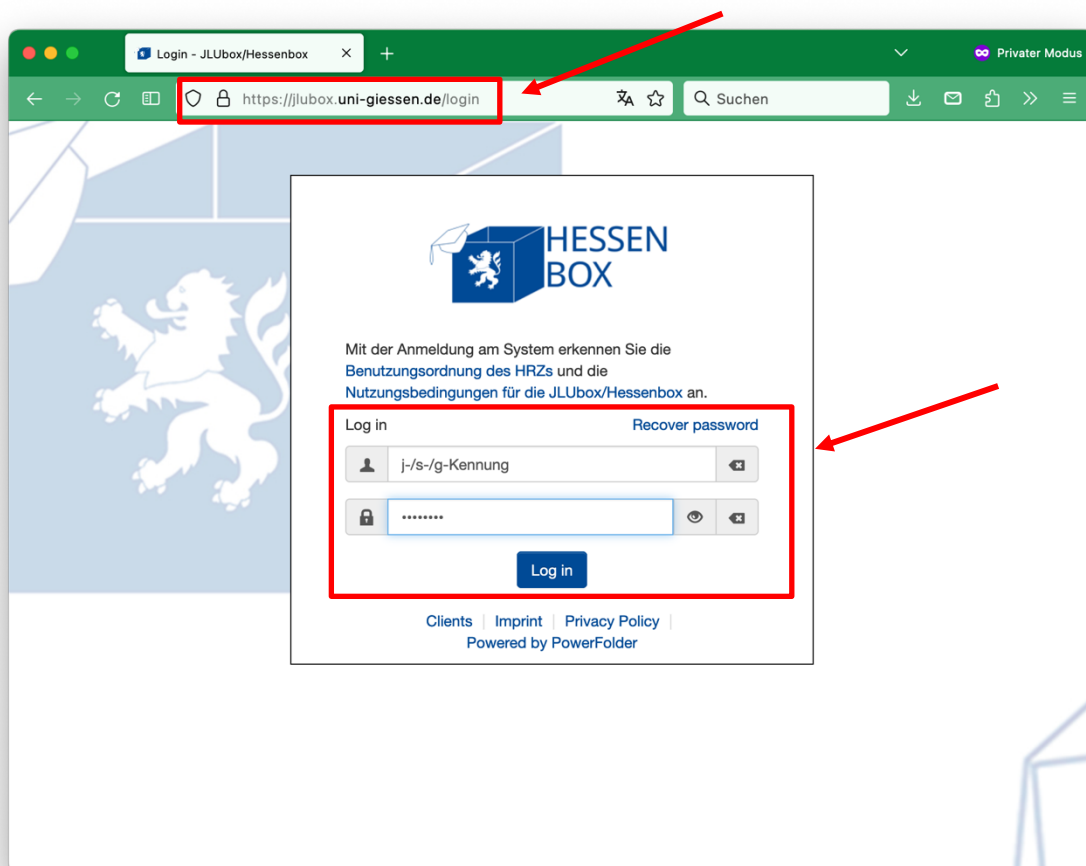 Login - JLUbox/Hessenbox
Privater Modus
https://jlubox.uni-giessen.de/login
Suchen
HESSEN
BOX
Mit der Anmeldung am System erkennen Sie die
Benutzungsordnung des HRZs und die
Nutzungsbedingungen für die JLUbox/Hessenbox an.
Log in Recover password
j-/s-/g-Kennung
••••••••
Log in
Clients | Imprint | Privacy Policy |
Powered by PowerFolder